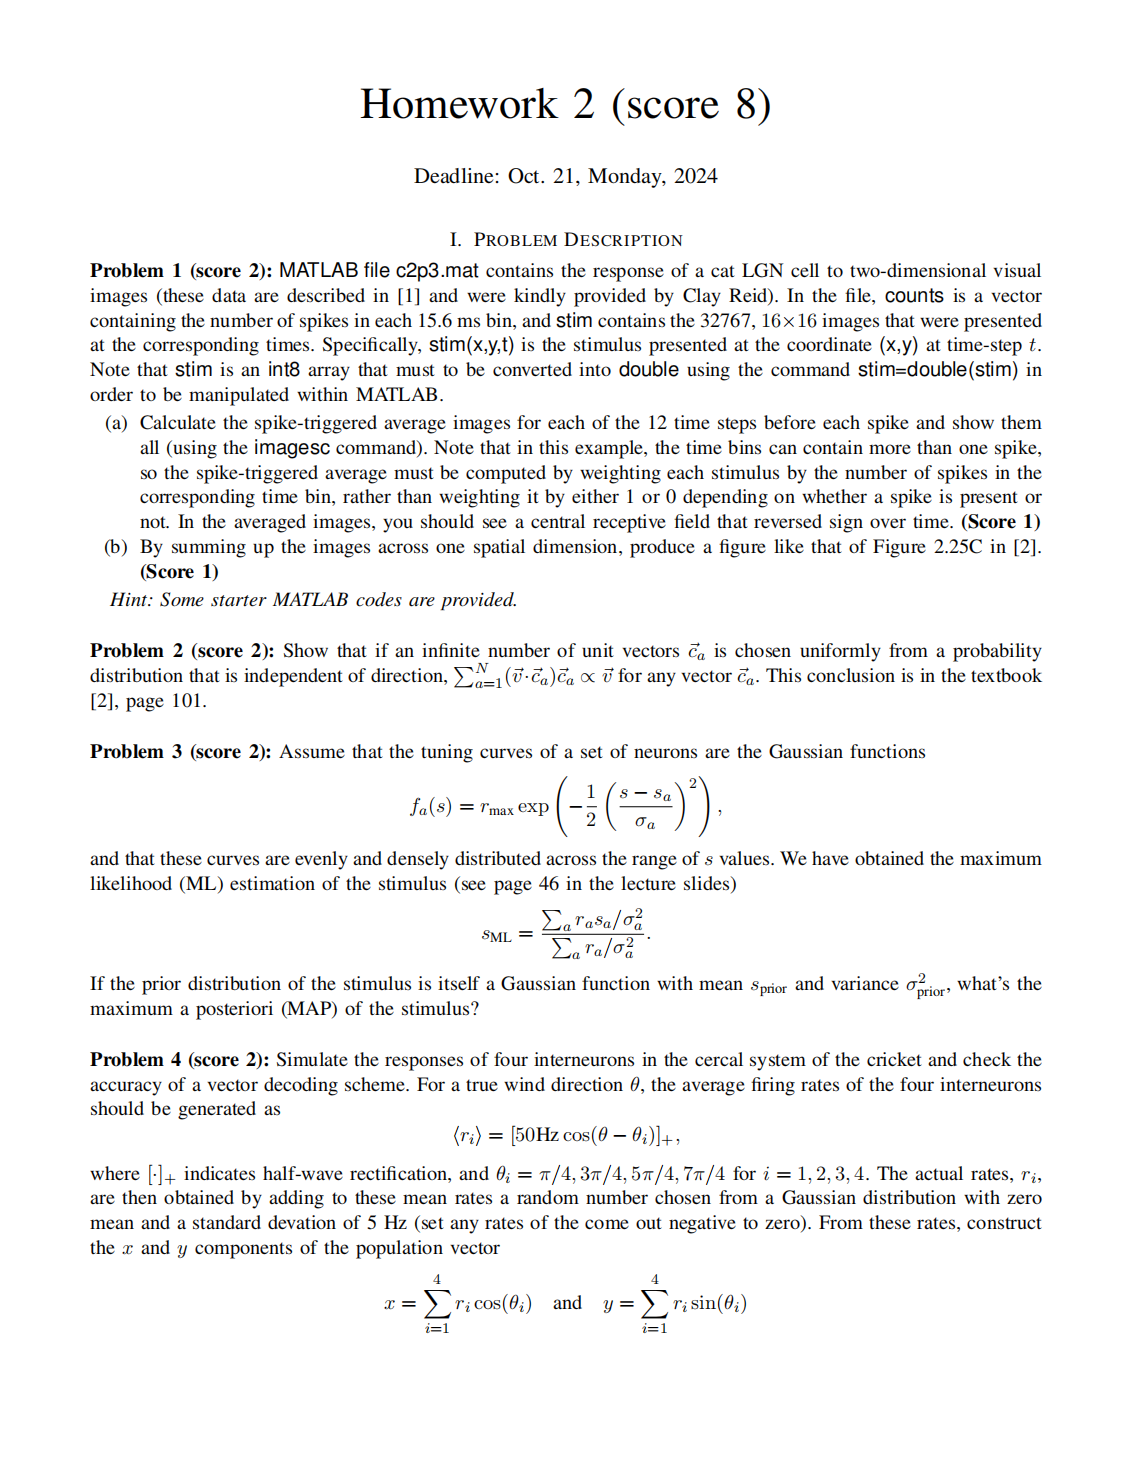 Homework 2 (score 8)
Deadline: Oct. 21, Monday, 2024
I. PROBLEM DESCRIPTION
Problem 1 (score 2): MATLAB file c2p3.mat contains the response of a cat LGN cell to two-dimensional visual
images (these data are described in [1] and were kindly provided by Clay Reid). In the file, counts is a vector
containing the number of spikes in each 15.6 ms bin, and stim contains the 32767, 16×16 images that were presented
at the corresponding times. Specifically, stim(x,y,t) is the stimulus presented at the coordinate (x,y) at time-step t.
Note that stim is an int8 array that must to be converted into double using the command stim=double(stim) in
order to be manipulated within MATLAB.
(a) Calculate the spike-triggered average images for each of the 12 time steps before each spike and show them
all (using the imagesc command). Note that in this example, the time bins can contain more than one spike,
so the spike-triggered average must be computed by weighting each stimulus by the number of spikes in the
corresponding time bin, rather than weighting it by either 1 or 0 depending on whether a spike is present or
not. In the averaged images, you should see a central receptive field that reversed sign over time. (Score 1)
(b) By summing up the images across one spatial dimension, produce a figure like that of Figure 2.25C in [2].
(Score 1)
Hint: Some starter MATLAB codes are provided.
Problem 2 (score 2): Show that if an infinite number of unit vectors $\vec{c}_a$ is chosen uniformly from a probability
distribution that is independent of direction, $\sum_{a=1}^{N}(\vec{v}\cdot\vec{c}_a)\vec{c}_a \propto \vec{v}$ for any vector $\vec{c}_a$. This conclusion is in the textbook
[2], page 101.
Problem 3 (score 2): Assume that the tuning curves of a set of neurons are the Gaussian functions
$f_a(s) = r_{\max} \exp\left(-\frac{1}{2}\left(\frac{s - s_a}{\sigma_a}\right)^2\right),$
and that these curves are evenly and densely distributed across the range of s values. We have obtained the maximum
likelihood (ML) estimation of the stimulus (see page 46 in the lecture slides)
$s_{\text{ML}} = \frac{\sum_a r_a s_a/\sigma_a^2}{\sum_a r_a/\sigma_a^2}.$
If the prior distribution of the stimulus is itself a Gaussian function with mean $s_{\text{prior}}$ and variance $\sigma^2_{\text{prior}}$, what's the
maximum a posteriori (MAP) of the stimulus?
Problem 4 (score 2): Simulate the responses of four interneurons in the cercal system of the cricket and check the
accuracy of a vector decoding scheme. For a true wind direction θ, the average firing rates of the four interneurons
should be generated as
$\langle r_i \rangle = [50\text{Hz}\cos(\theta - \theta_i)]_+,$
where $[\cdot]_+$ indicates half-wave rectification, and $\theta_i = \pi/4, 3\pi/4, 5\pi/4, 7\pi/4$ for $i = 1, 2, 3, 4$. The actual rates, $r_i$,
are then obtained by adding to these mean rates a random number chosen from a Gaussian distribution with zero
mean and a standard devation of 5 Hz (set any rates of the come out negative to zero). From these rates, construct
the x and y components of the population vector
$x = \sum_{i=1}^{4} r_i \cos(\theta_i)$ and $y = \sum_{i=1}^{4} r_i \sin(\theta_i)$